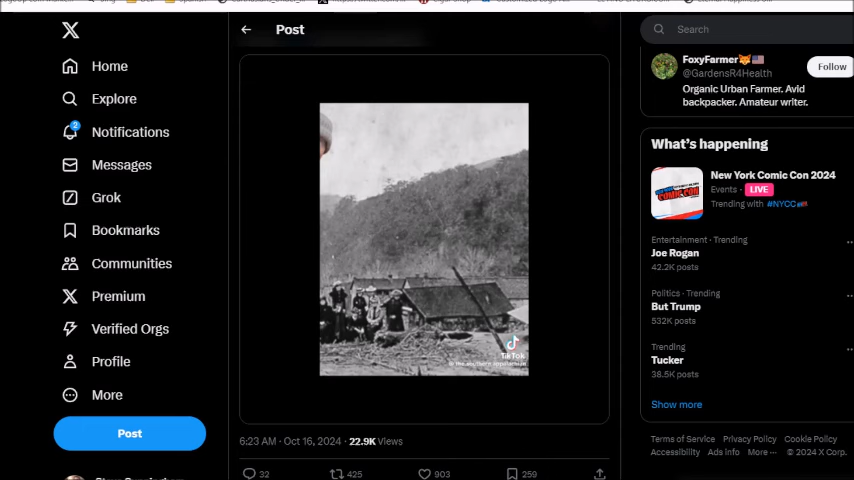 Post
Search
Home
Explore
2
Notifications
Messages
Grok
Bookmarks
Communities
Premium
Verified Orgs
Profile
More
Post
TikTok
6:23 AM · Oct 16, 2024 · 22.9K Views
32
425
903
259
FoxyFarmer
@GardensR4Health
Follow
Organic Urban Farmer. Avid
backpacker. Amateur writer.
What's happening
New York Comic Con 2024
Events · LIVE
Trending with #NYCC
Entertainment · Trending
Joe Rogan
42.2K posts
Politics · Trending
But Trump
532K posts
Trending
Tucker
38.5K posts
Show more
Terms of Service Privacy Policy Cookie Policy
Accessibility Ads info More ··· © 2024 X Corp.